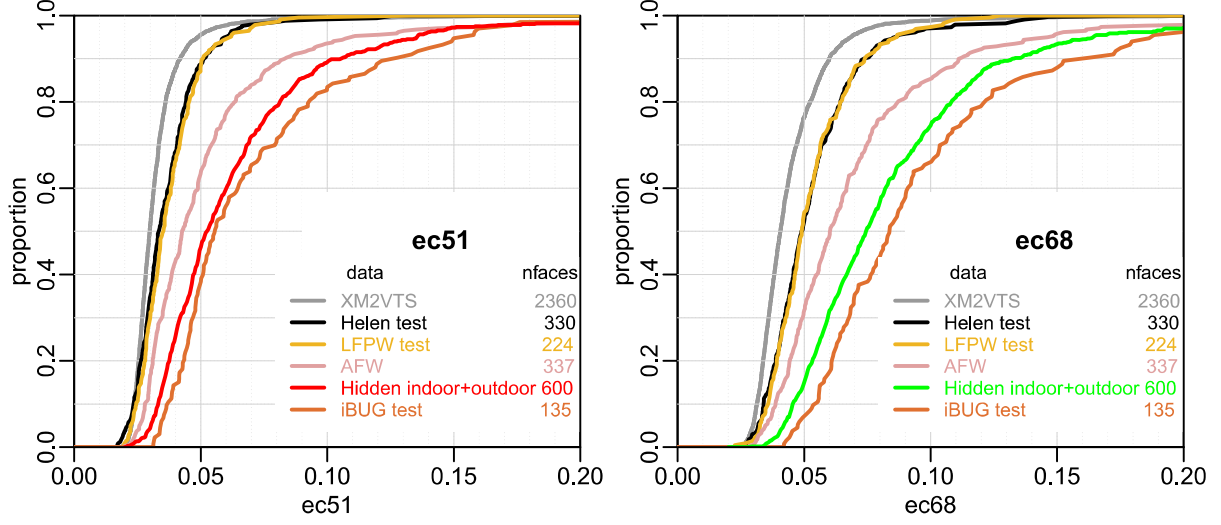 1.0
0.8
0.6
0.4
0.2
0.0
proportion
0.00 0.05 0.10 0.15 0.20
ec51
ec51
data nfaces
XM2VTS 2360
Helen test 330
LFPW test 224
AFW 337
Hidden indoor+outdoor 600
iBUG test 135
1.0
0.8
0.6
0.4
0.2
0.0
proportion
0.00 0.05 0.10 0.15 0.20
ec68
ec68
data nfaces
XM2VTS 2360
Helen test 330
LFPW test 224
AFW 337
Hidden indoor+outdoor 600
iBUG test 135